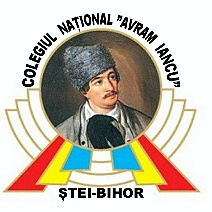 COLEGIUL NAȚIONAL "AVRAM IANCU"
ȘTEI-BIHOR